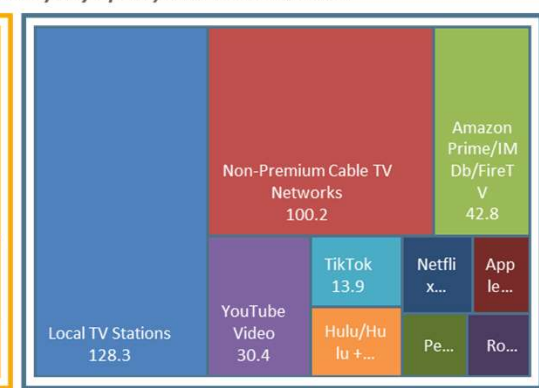 Local TV Stations
128.3
Non-Premium Cable TV
Networks
100.2
Amazon
Prime/IM
Db/FireT
V
42.8
YouTube
Video
30.4
TikTok
13.9
Hulu/Hu
lu +...
Netfli
x...
App
le...
Pe...
Ro...